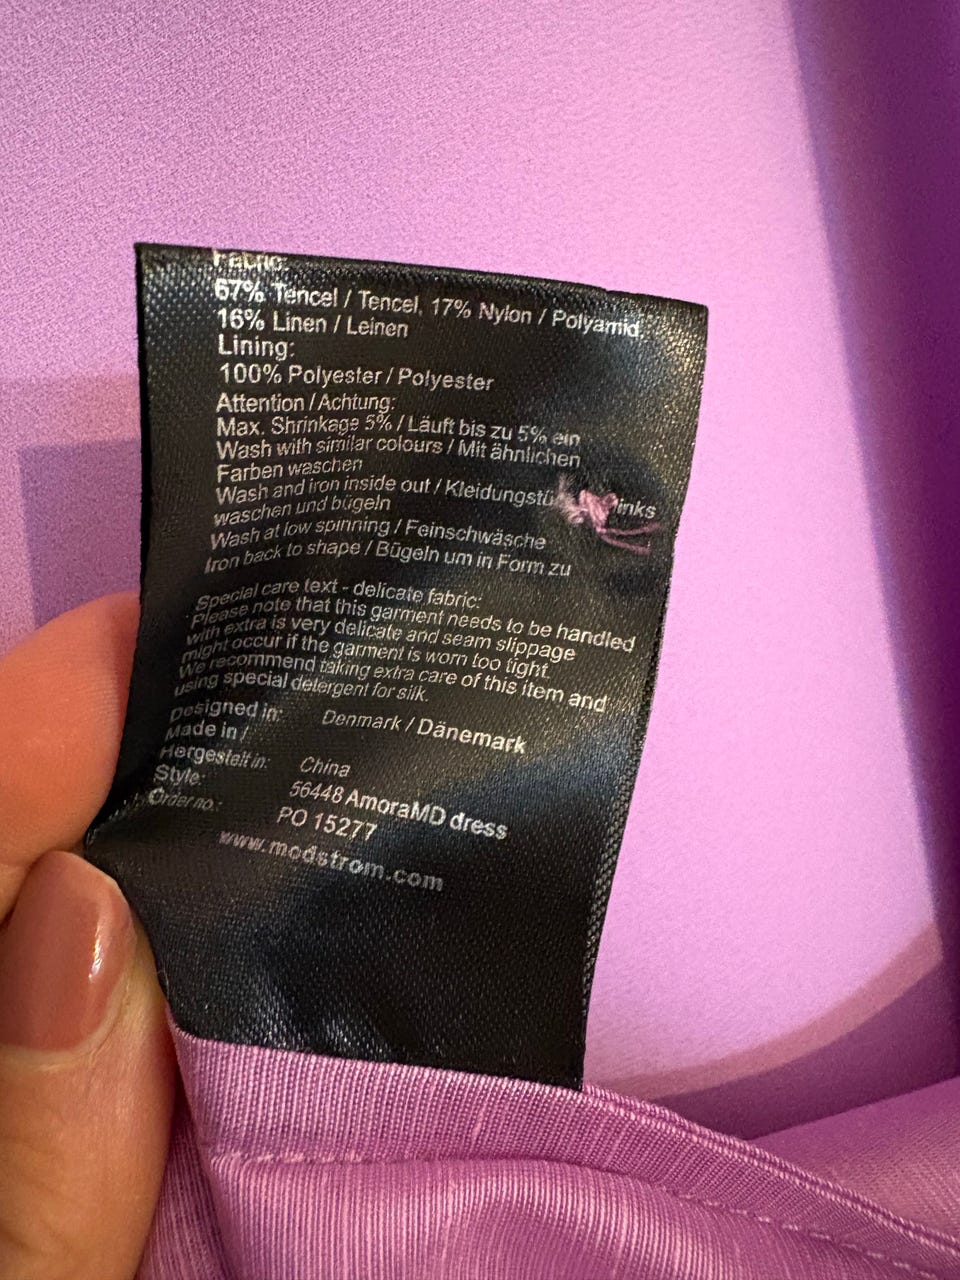 Fabric:
67% Tencel / Tencel, 17% Nylon / Polyamid,
16% Linen / Leinen
Lining:
100% Polyester / Polyester
Attention / Achtung:
Max. Shrinkage 5% / Läuft bis zu 5% ein
Wash with similar colours / Mit ähnlichen
Farben waschen
Wash and iron inside out / Kleidungstü inks
waschen und bügeln
Wash at low spinning / Feinschwäsche
Iron back to shape / Bügeln um in Form zu
Special care text - delicate fabric:
Please note that this garment needs to be handled
with extra is very delicate and seam slippage
might occur if the garment is worn too tight.
We recommend taking extra care of this item and
using special detergent for silk.
Designed in: Denmark / Dänemark
Made in /
Hergestelt in: China
Style: 56448 AmoraMD dress
Order no.: PO 15277
www.modstrom.com